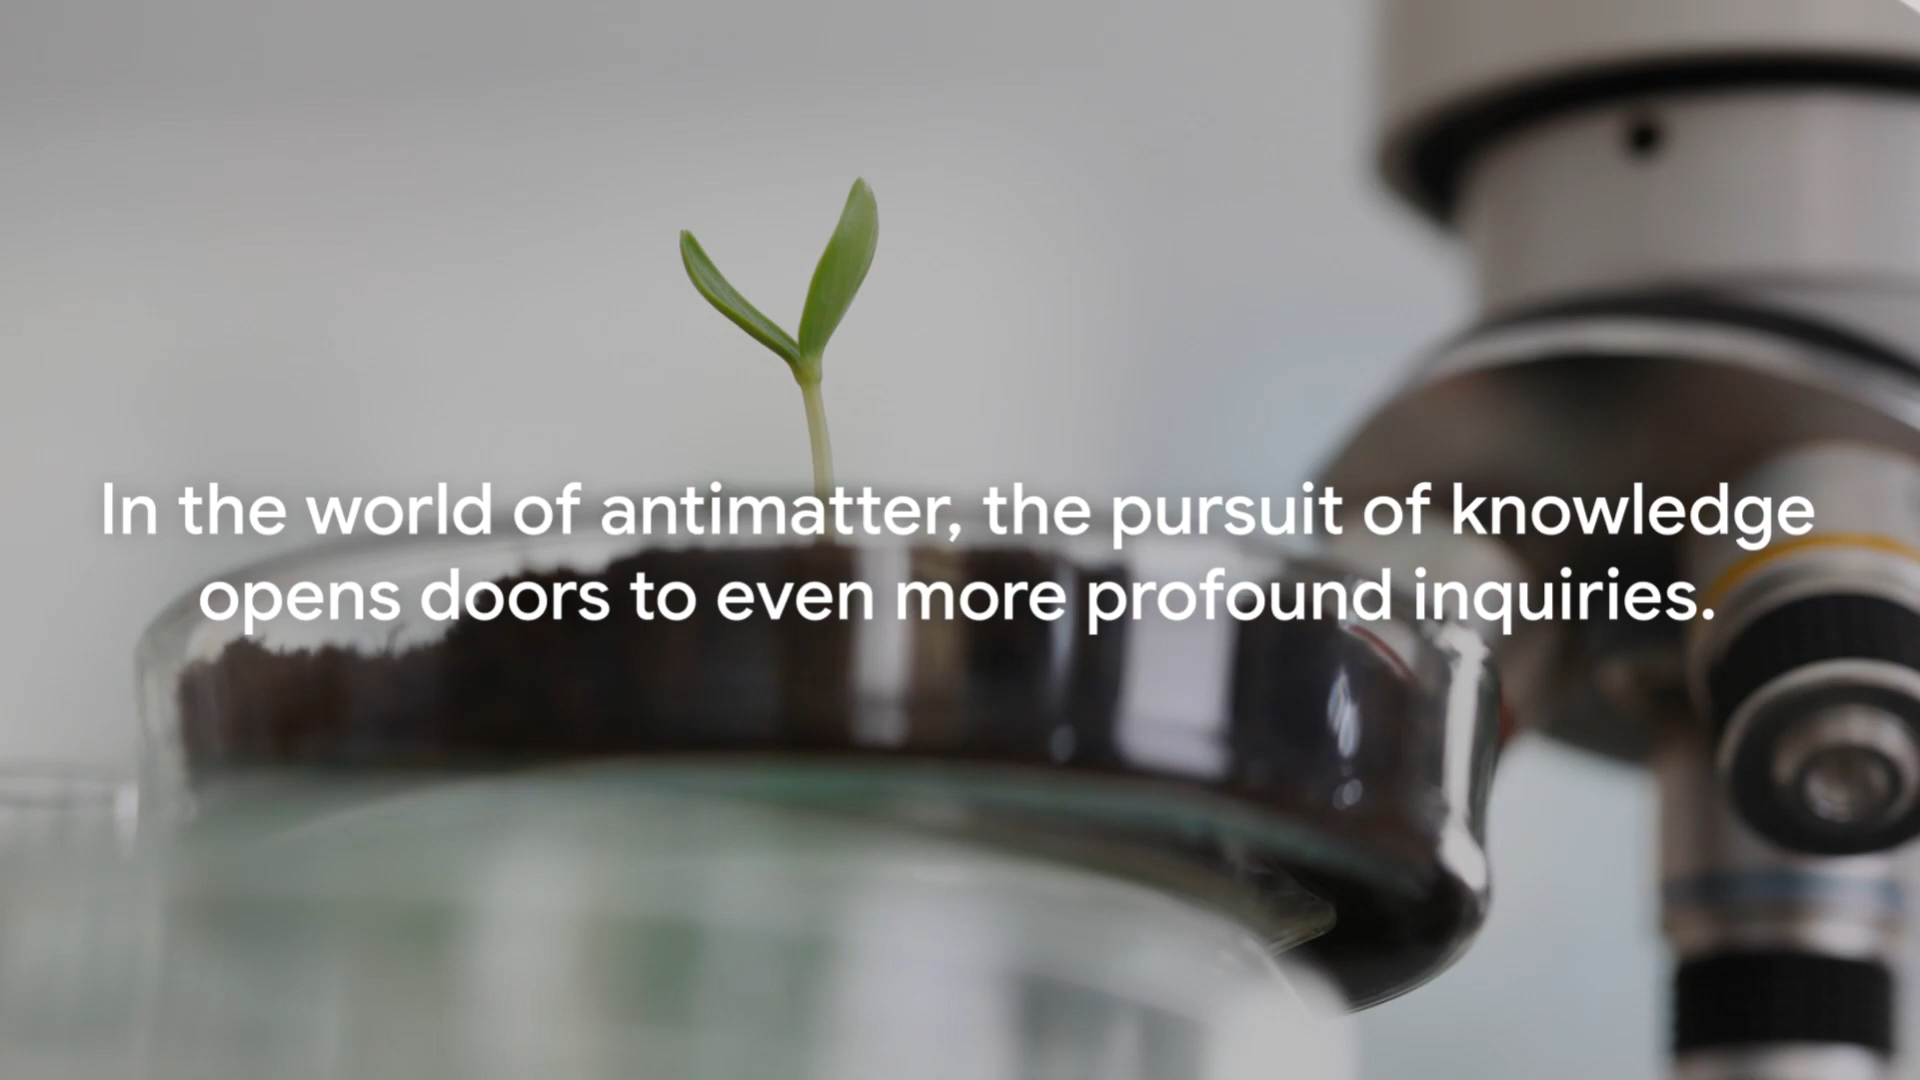 In the world of antimatter, the pursuit of knowledge
opens doors to even more profound inquiries.